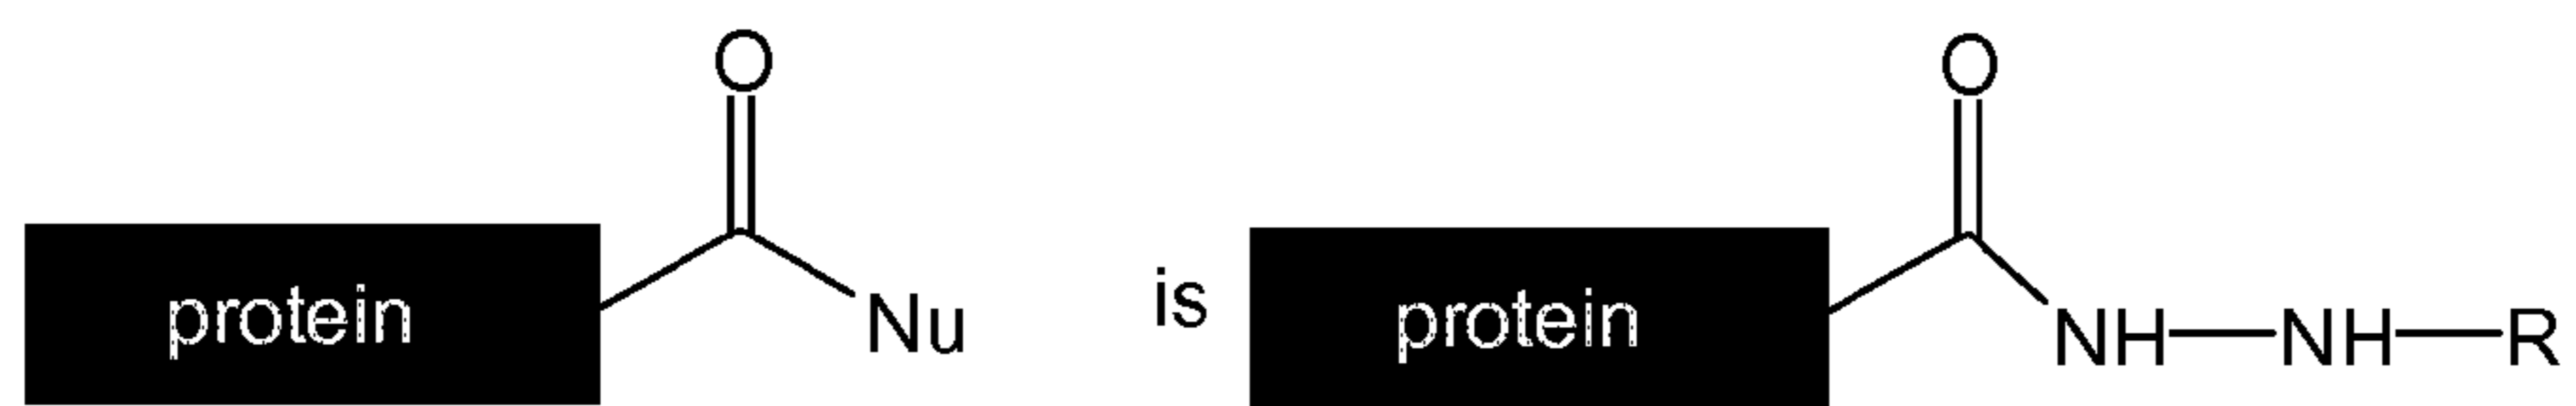 O O
protein Nu is protein NH NH R